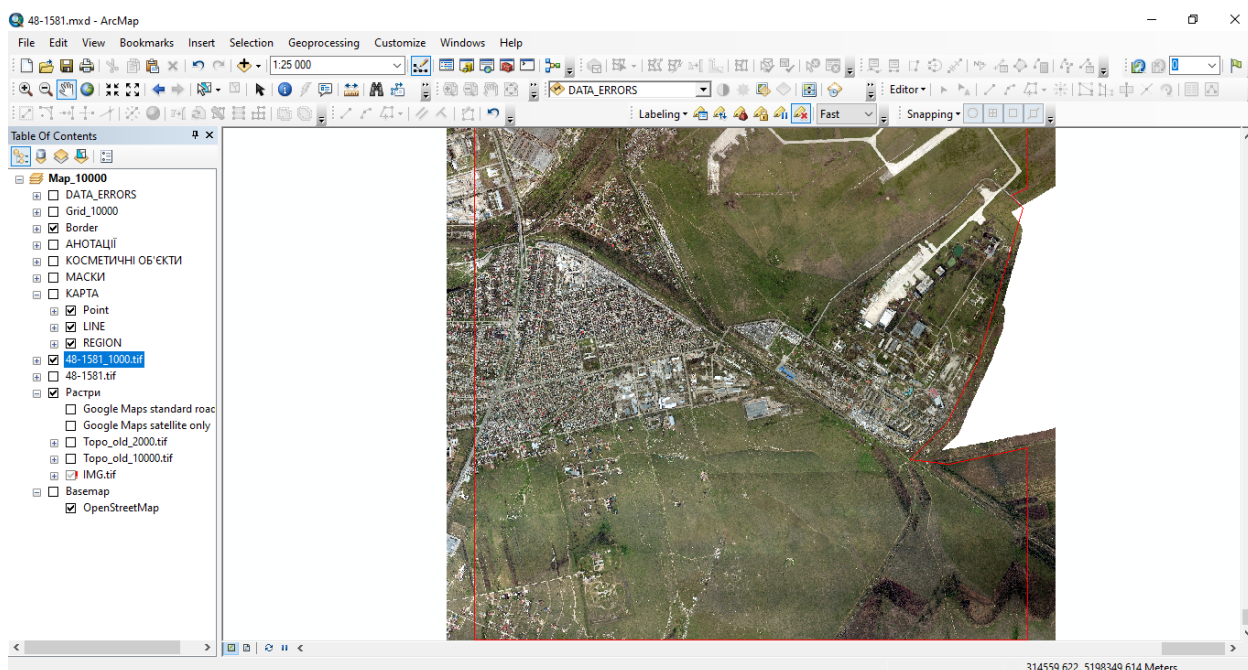 48-1581.mxd - ArcMap
File Edit View Bookmarks Insert Selection Geoprocessing Customize Windows Help
1:25 000
DATA_ERRORS
Editor
Labeling Fast Snapping
Table Of Contents
Map_10000
DATA_ERRORS
Grid_10000
Border
АНОТАЦІЇ
КОСМЕТИЧНІ ОБ'ЄКТИ
МАСКИ
КАРТА
Point
LINE
REGION
48-1581_1000.tif
48-1581.tif
Растри
Google Maps standard road
Google Maps satellite only
Topo_old_2000.tif
Topo_old_10000.tif
IMG.tif
Basemap
OpenStreetMap
314559,622 5198349,614 Meters